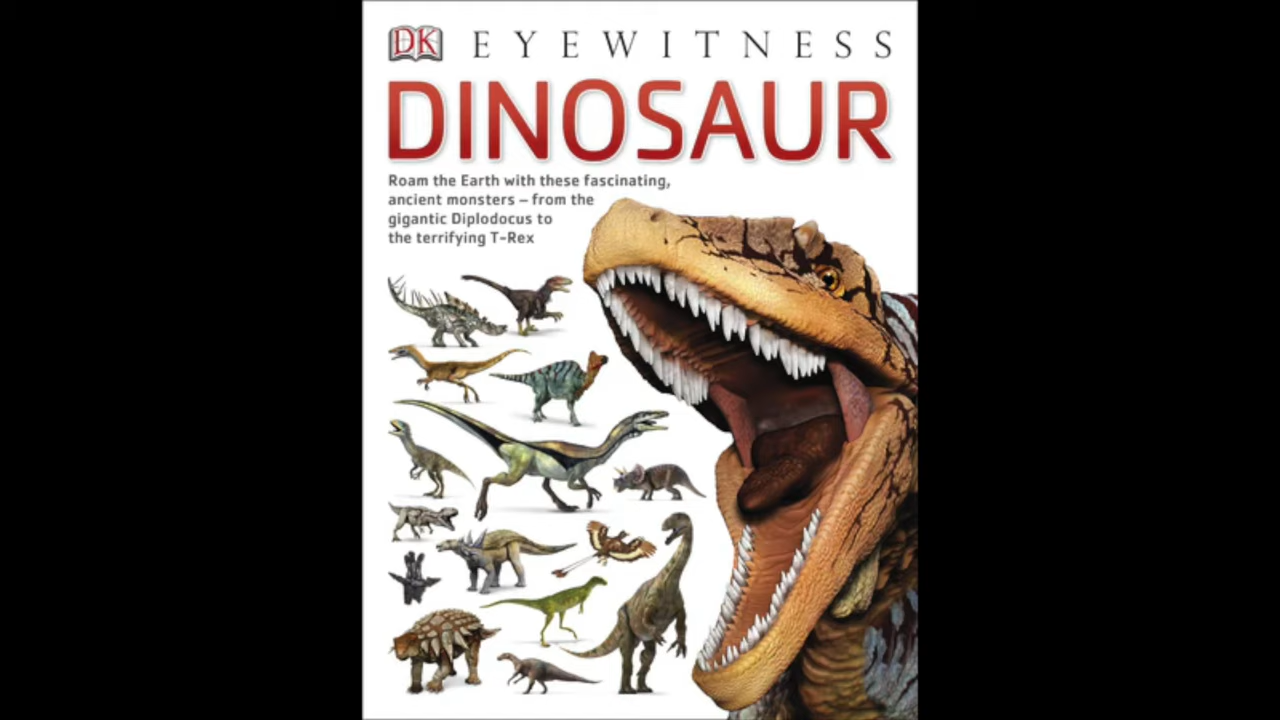 DK EYEWITNESS
DINOSAUR
Roam the Earth with these fascinating,
ancient monsters – from the
gigantic Diplodocus to
the terrifying T-Rex